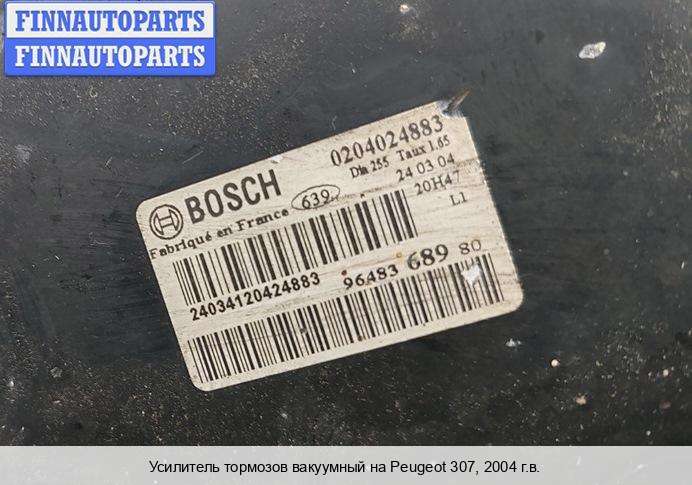 FINNAUTOPARTS
FINNAUTOPARTS
0204024883
BOSCH
639
Dia 255 Taux 1.65
24 03 04
20H47
L1
Fabriqué en France
24034120424883
96483 689 80
Усилитель тормозов вакуумный на Peugeot 307, 2004 г.в.